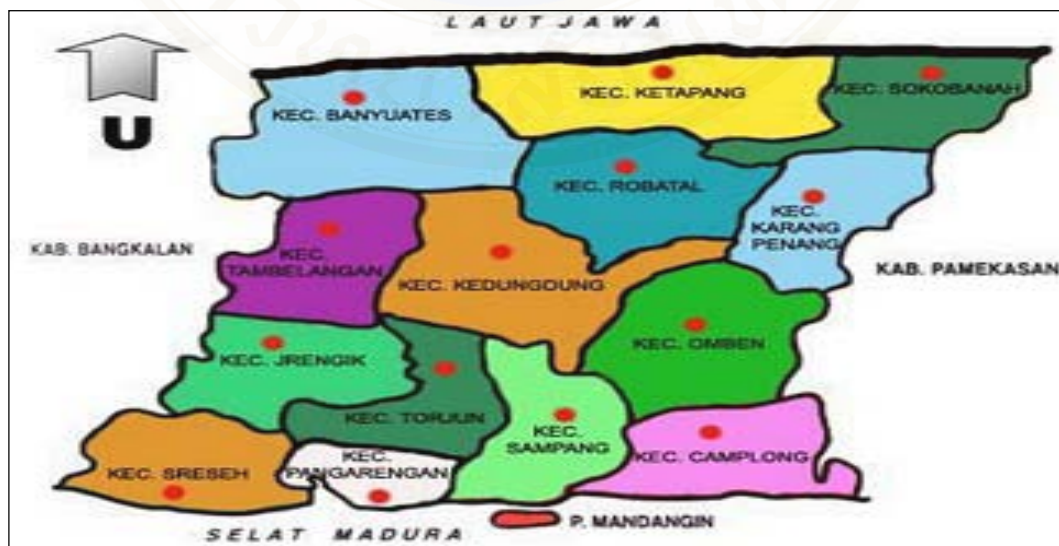 LAUT JAWA
U
KEC. BANYUATES
KEC. KETAPANG
KEC. SOKOBANAH
KEC. ROBATAL
KEC.
KARANG
PENANG
KAB. BANGKALAN
KEC.
TAMBELANGAN
KEC. KEDUNGDUNG
KAB. PAMEKASAN
KEC. JRENGIK
KEC. OMBEN
KEC. TORJUN
KEC.
SAMPANG
KEC. CAMPLONG
KEC. SRESEH
KEC.
PANGARENGAN
SELAT MADURA
P. MANDANGIN